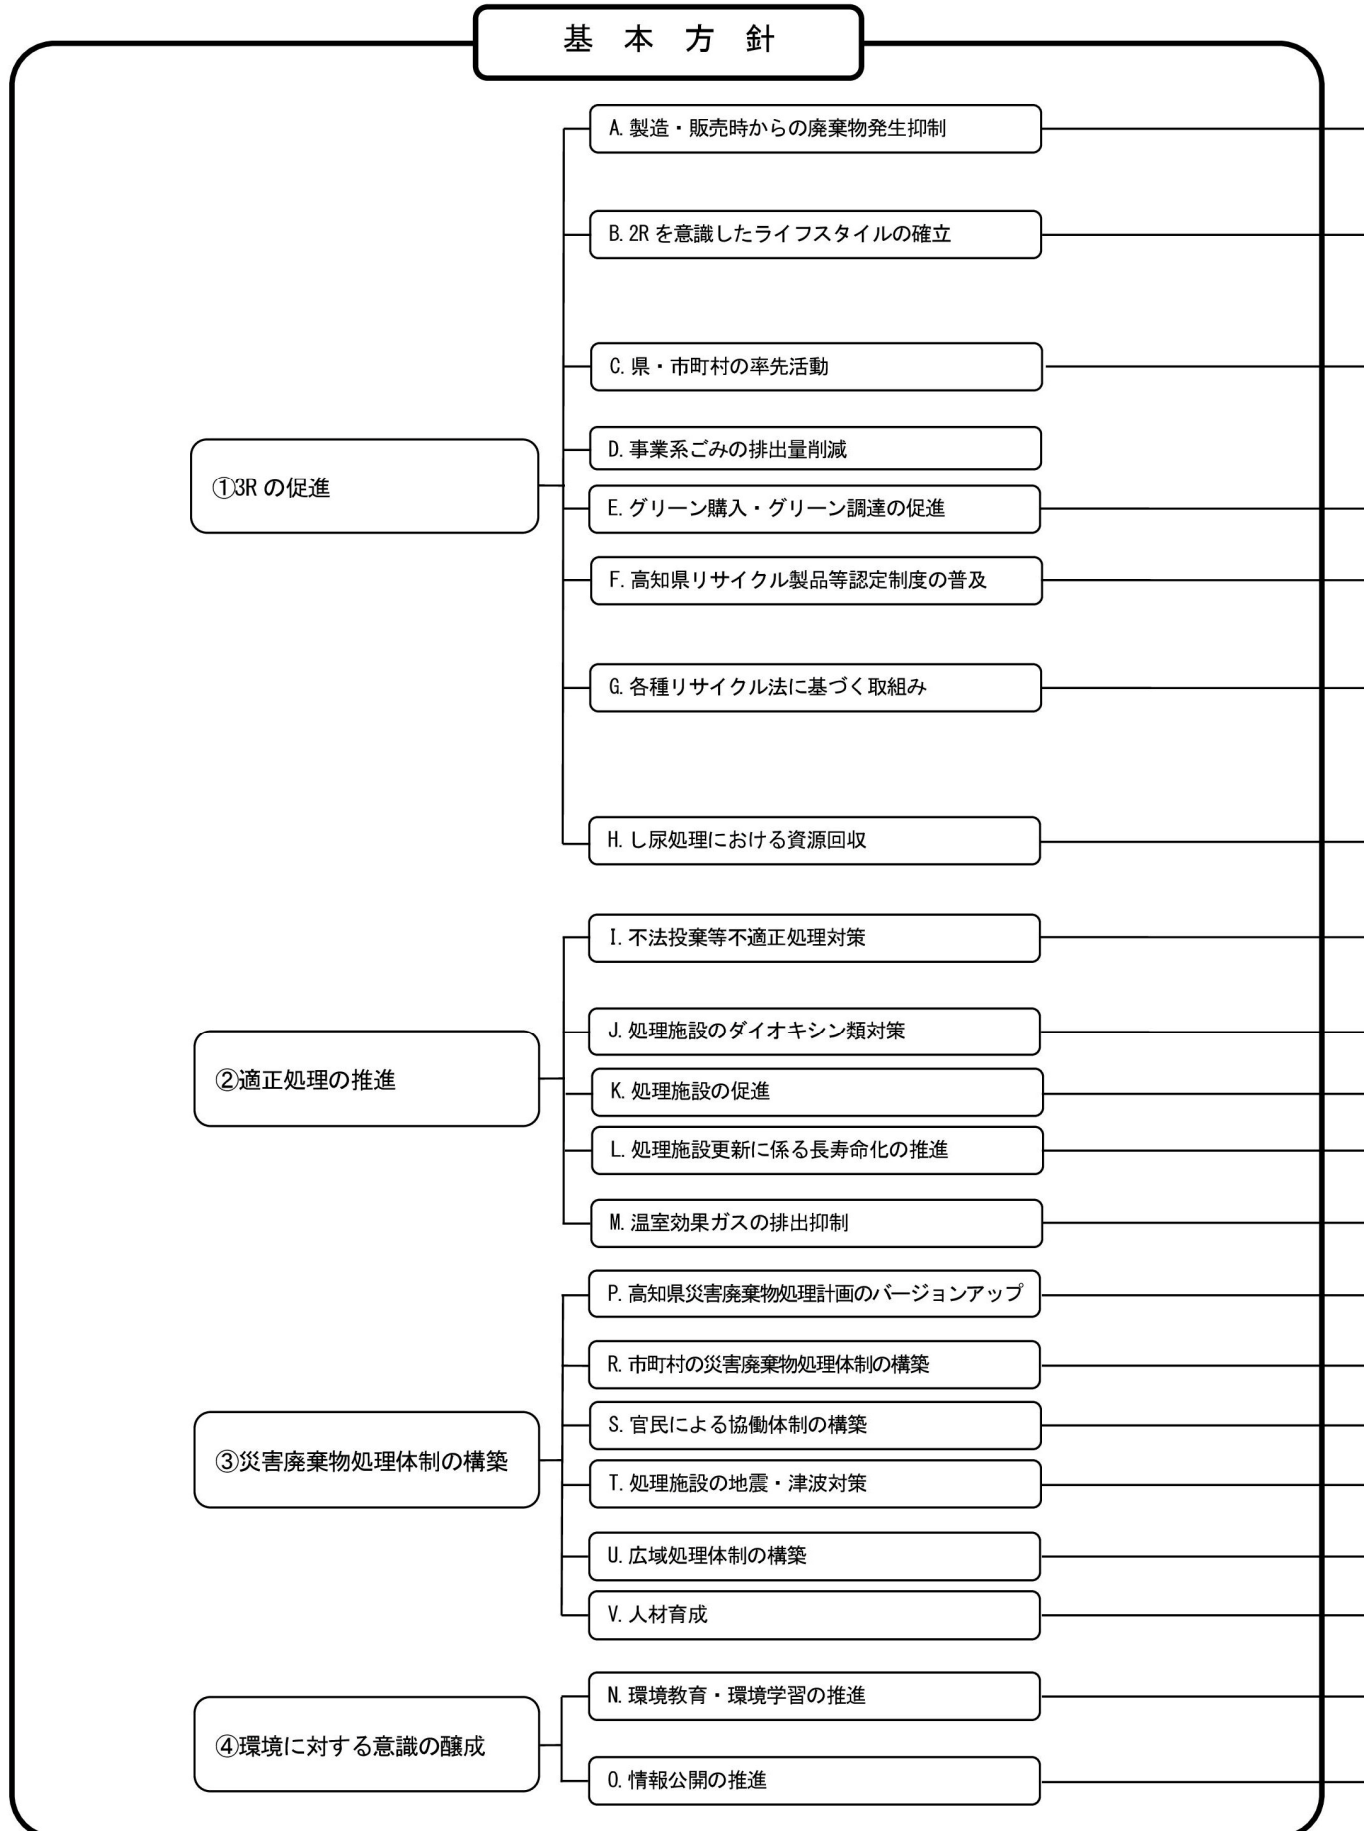 基本方針
①3Rの促進
A.製造・販売時からの廃棄物発生抑制
B.2Rを意識したライフスタイルの確立
C.県・市町村の率先活動
D.事業系ごみの排出量削減
E.グリーン購入・グリーン調達の促進
F.高知県リサイクル製品等認定制度の普及
G.各種リサイクル法に基づく取組み
H.し尿処理における資源回収
②適正処理の推進
I.不法投棄等不適正処理対策
J.処理施設のダイオキシン類対策
K.処理施設の促進
L.処理施設更新に係る長寿命化の推進
M.温室効果ガスの排出抑制
③災害廃棄物処理体制の構築
P.高知県災害廃棄物処理計画のバージョンアップ
R.市町村の災害廃棄物処理体制の構築
S.官民による協働体制の構築
T.処理施設の地震・津波対策
U.広域処理体制の構築
V.人材育成
④環境に対する意識の醸成
N.環境教育・環境学習の推進
O.情報公開の推進